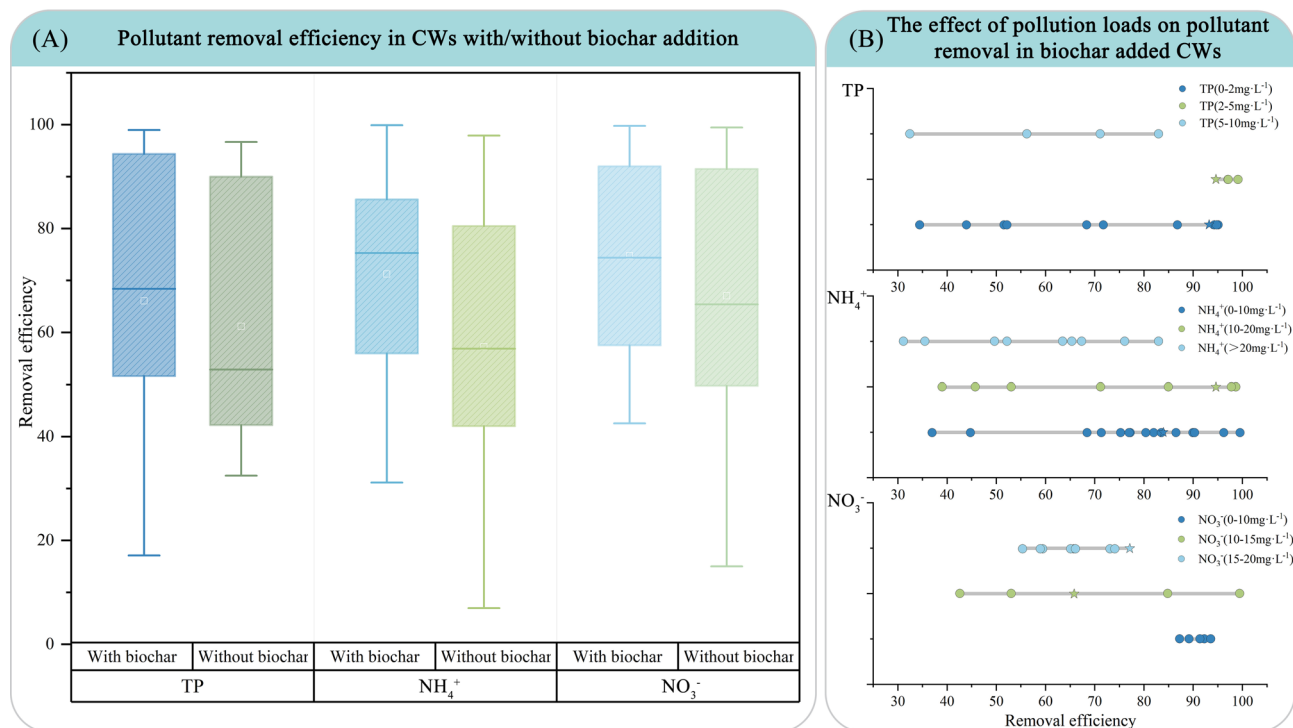 (A)
Pollutant removal efficiency in CWs with/without biochar addition
Removal efficiency
100
80
60
40
20
0
With biochar Without biochar With biochar Without biochar With biochar Without biochar
TP NH₄⁺ NO₃⁻
(B)
The effect of pollution loads on pollutant
removal in biochar added CWs
TP
TP(0-2mg·L⁻¹)
TP(2-5mg·L⁻¹)
TP(5-10mg·L⁻¹)
30 40 50 60 70 80 90 100
NH₄⁺
NH₄⁺(0-10mg·L⁻¹)
NH₄⁺(10-20mg·L⁻¹)
NH₄⁺(>20mg·L⁻¹)
30 40 50 60 70 80 90 100
NO₃⁻
NO₃⁻(0-10mg·L⁻¹)
NO₃⁻(10-15mg·L⁻¹)
NO₃⁻(15-20mg·L⁻¹)
30 40 50 60 70 80 90 100
Removal efficiency